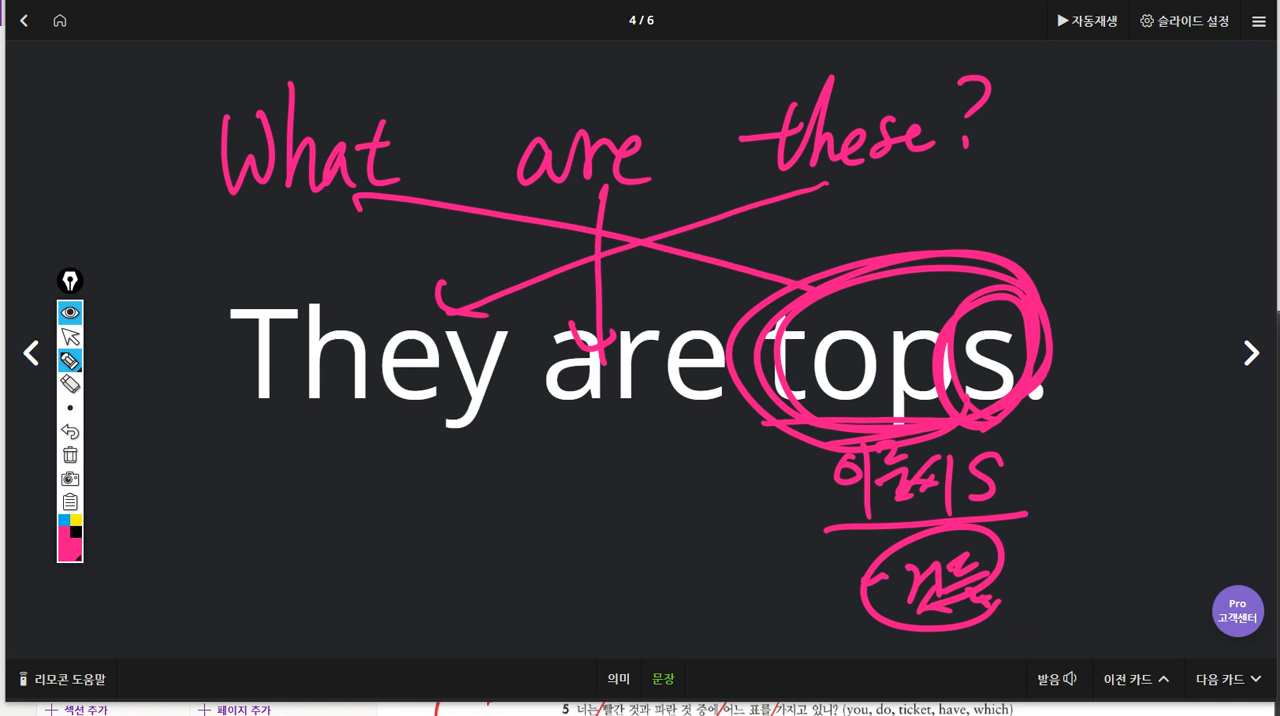 4 / 6
자동재생
슬라이드 설정
What are these?
They are tops.
이름씨 s
Pro
고객센터
리모콘 도움말
의미
문장
발음
이전 카드
다음 카드
섹션 추가
페이지 추가
5 너는 빨간 것과 파란 것 중에 어느 표를 가지고 있니? (you, do, ticket, have, which)